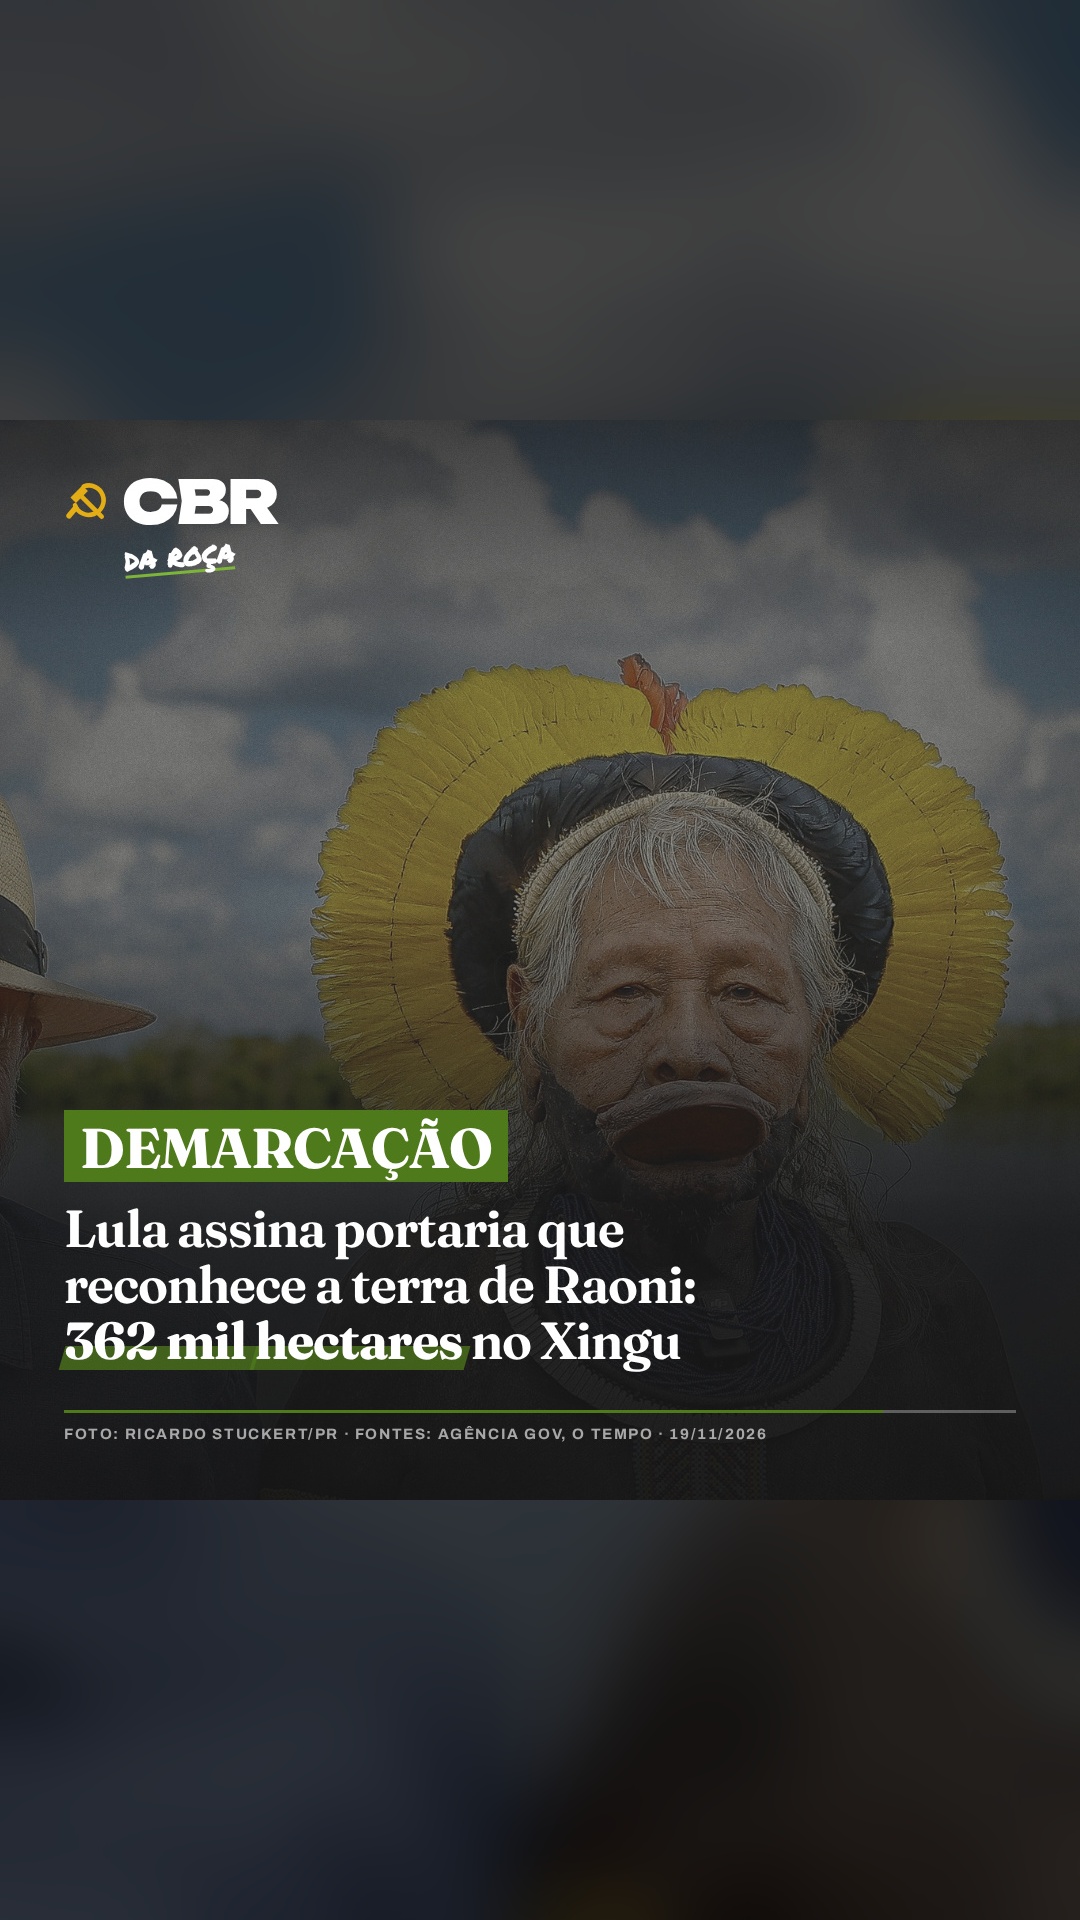 CBR
DA ROÇA
DEMARCAÇÃO
Lula assina portaria que
reconhece a terra de Raoni:
362 mil hectares no Xingu
FOTO: RICARDO STUCKERT/PR · FONTES: AGÊNCIA GOV, O TEMPO · 19/11/2026